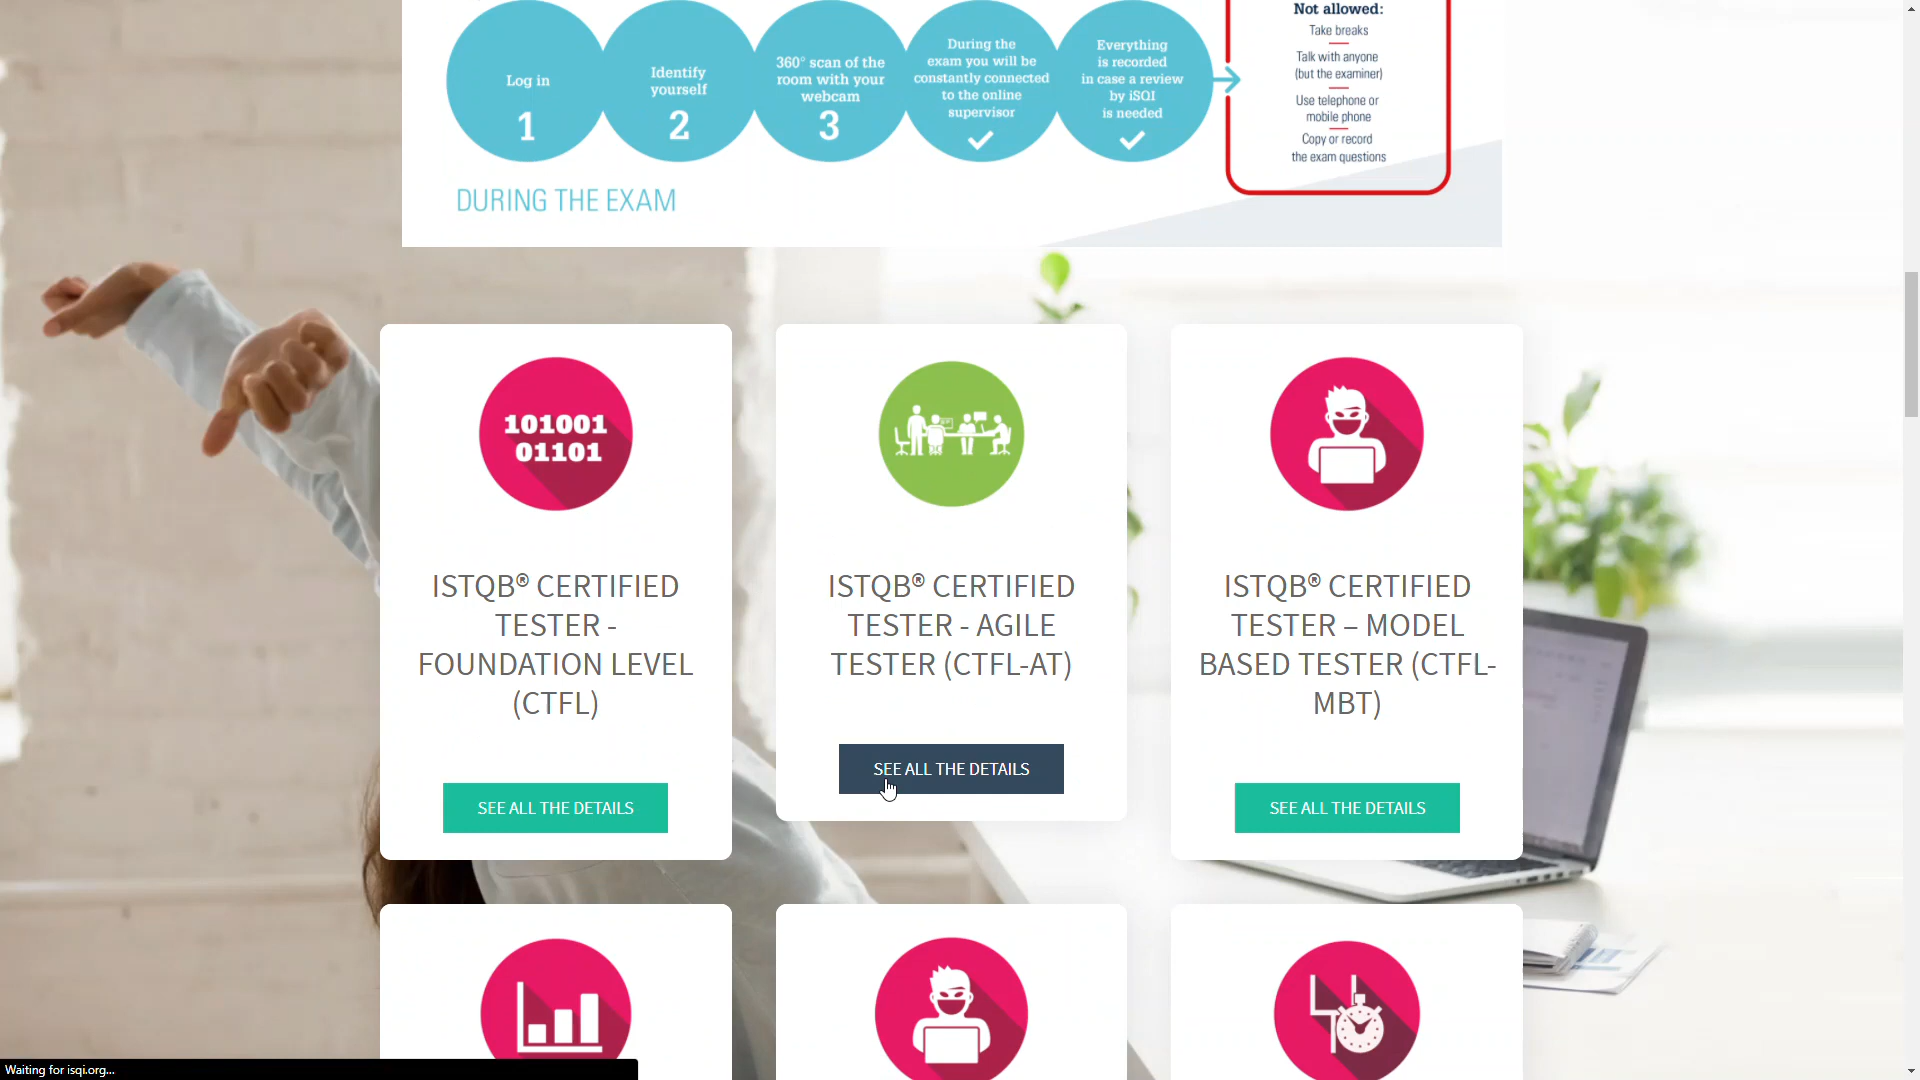 Not allowed:
Take breaks
Talk with anyone
(but the examiner)
Use telephone or
mobile phone
Copy or record
the exam questions
Log in
1
Identify
yourself
2
360° scan of the
room with your
webcam
3
During the
exam you will be
constantly connected
to the online
supervisor
Everything
is recorded
in case a review
by iSQI
is needed
DURING THE EXAM
101001
01101
ISTQB® CERTIFIED
TESTER -
FOUNDATION LEVEL
(CTFL)
SEE ALL THE DETAILS
ISTQB® CERTIFIED
TESTER - AGILE
TESTER (CTFL-AT)
SEE ALL THE DETAILS
ISTQB® CERTIFIED
TESTER – MODEL
BASED TESTER (CTFL-
MBT)
SEE ALL THE DETAILS
Waiting for isqi.org...